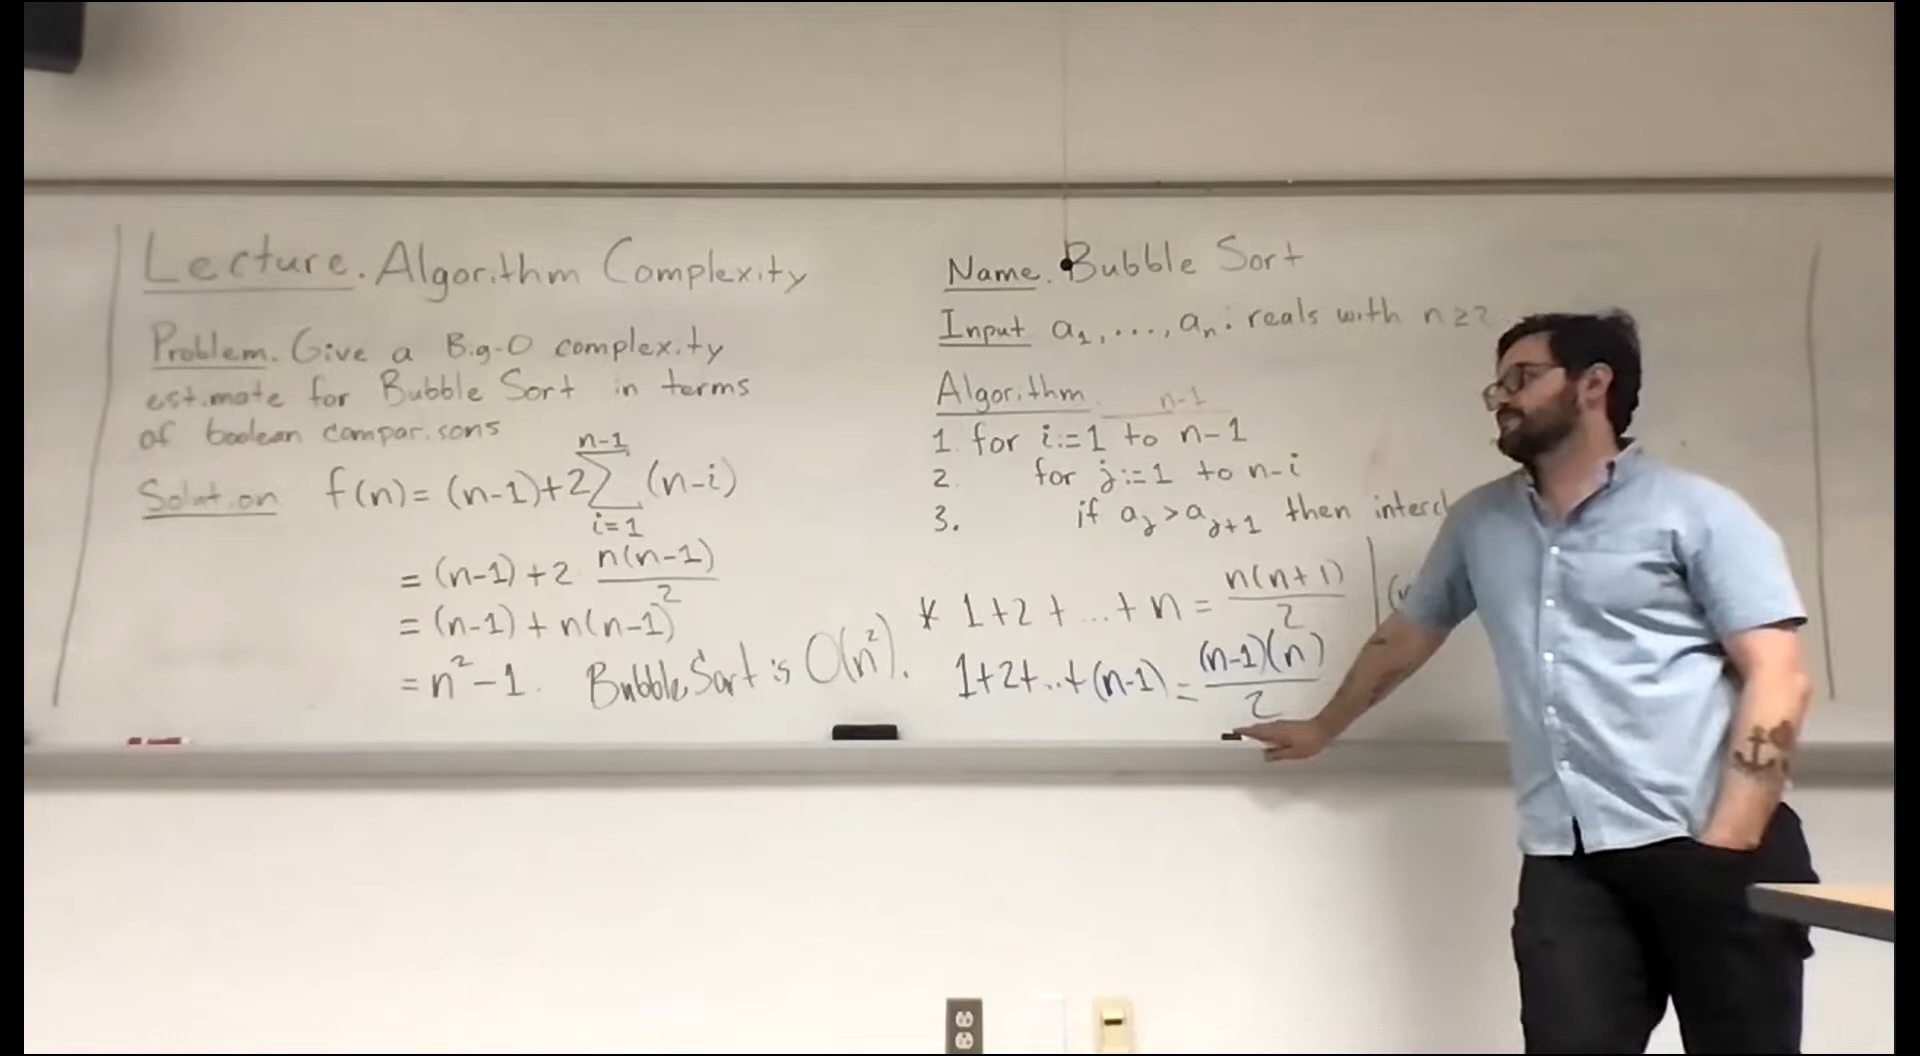 Lecture. Algorithm Complexity
Problem. Give a Big-O complexity
estimate for Bubble Sort in terms
of boolean comparisons
Solution f(n) = (n-1)+2∑_{i=1}^{n-1} (n-i)
= (n-1)+2 n(n-1)/2
= (n-1)+n(n-1)
= n²-1. Bubble Sort is O(n²).
Name. Bubble Sort
Input a₁,...,aₙ: reals with n≥2
Algorithm n-1
1. for i:=1 to n-1
2. for j:=1 to n-i
3. if aⱼ>aⱼ₊₁ then
* 1+2+...+n = n(n+1)/2
1+2+..+(n-1) = (n-1)(n)/2